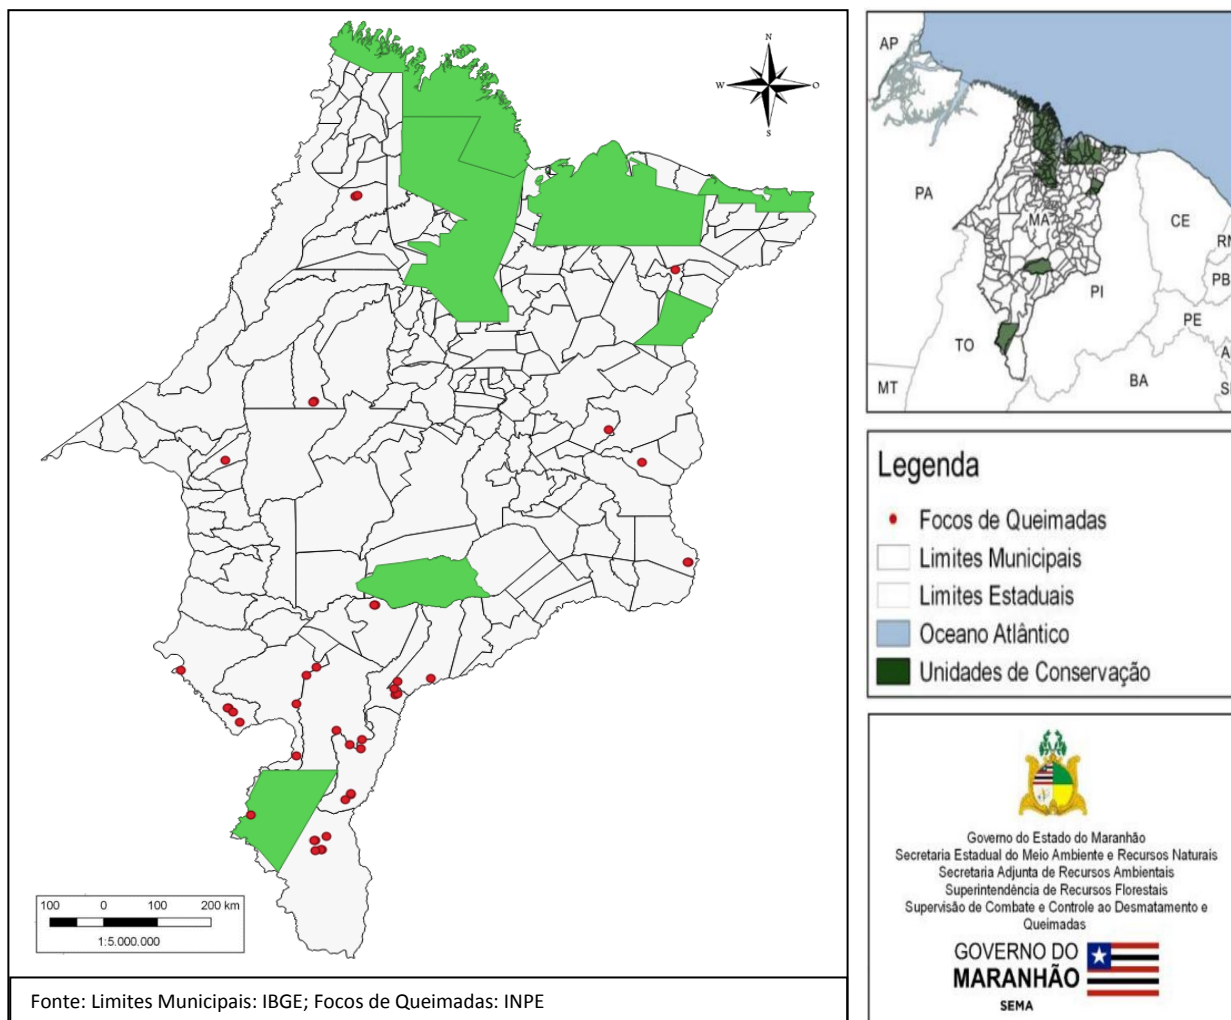 N
W
O
S
100 0 100 200 km
1:5.000.000
Fonte: Limites Municipais: IBGE; Focos de Queimadas: INPE
AP
PA
MA
CE
RN
PB
PI
PE
TO
BA
MT
Legenda
Focos de Queimadas
Limites Municipais
Limites Estaduais
Oceano Atlântico
Unidades de Conservação
Governo do Estado do Maranhão
Secretaria Estadual do Meio Ambiente e Recursos Naturais
Secretaria Adjunta de Recursos Ambientais
Superintendência de Recursos Florestais
Supervisão de Combate e Controle ao Desmatamento e
Queimadas
GOVERNO DO
MARANHÃO
SEMA